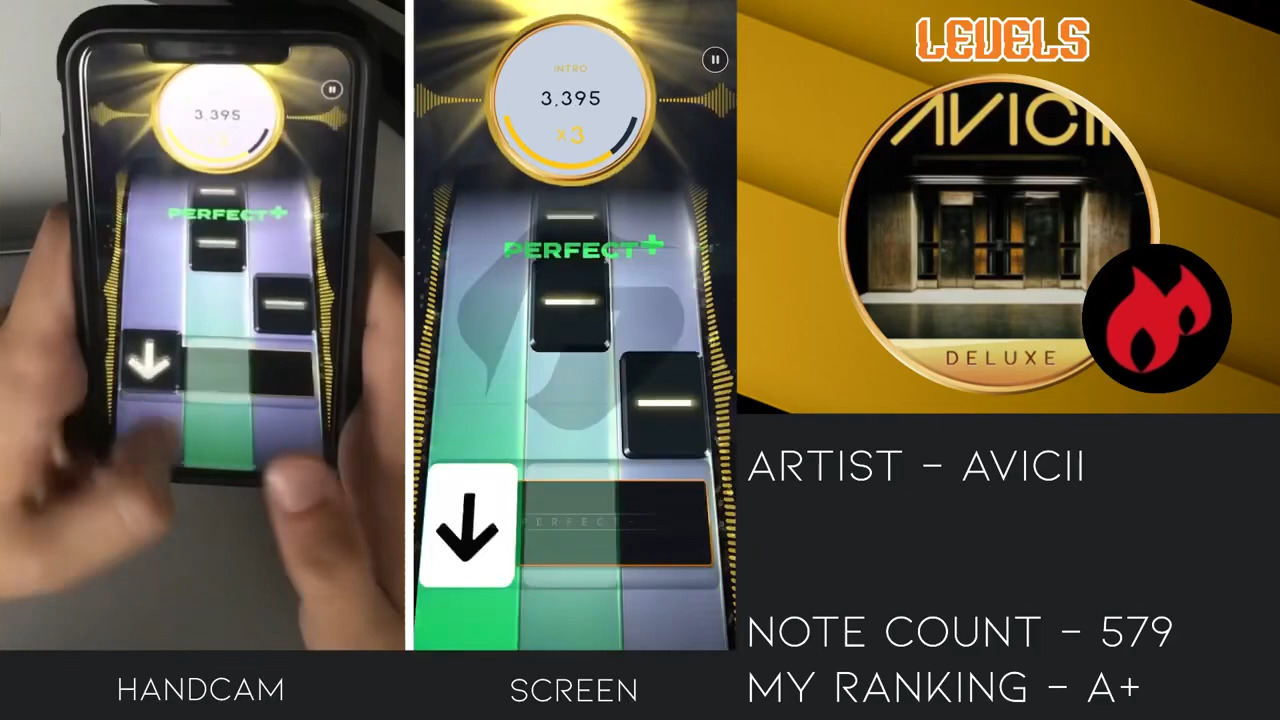 3,395
PERFECT+
HANDCAM
INTRO
3,395
x3
PERFECT+
PERFECT-
SCREEN
LEVELS
AVICII
DELUXE
ARTIST - AVICII
NOTE COUNT - 579
MY RANKING - A+